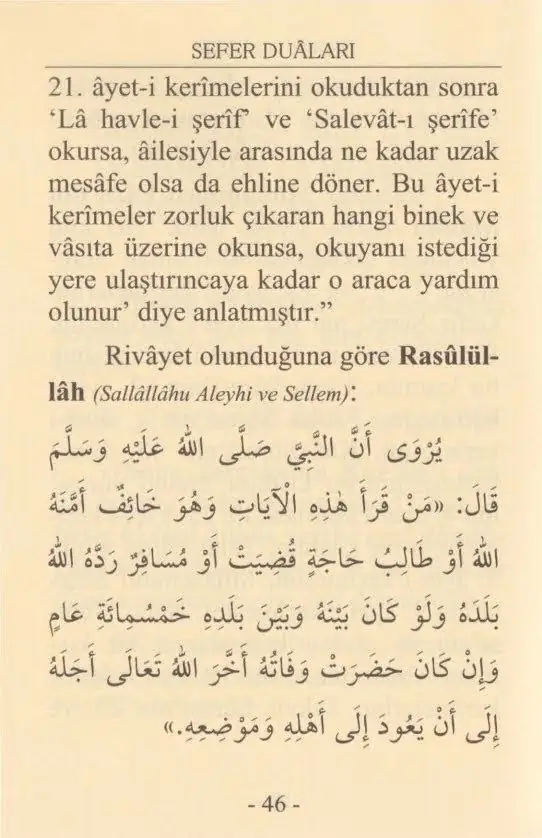 SEFER DUÂLARI
21. âyet-i kerîmelerini okuduktan sonra
‘Lâ havle-i şerîf’ ve ‘Salevât-ı şerîfe’
okursa, âilesiyle arasında ne kadar uzak
mesâfe olsa da ehline döner. Bu âyet-i
kerîmeler zorluk çıkaran hangi binek ve
vâsıta üzerine okunsa, okuyanı istediği
yere ulaştırıncaya kadar o araca yardım
olunur’ diye anlatmıştır.”
Rivâyet olunduğuna göre Rasûlül-
lâh (Sallâllâhu Aleyhi ve Sellem):
يُرْوَى أَنَّ النَّبِيَّ صَلَّى اللهُ عَلَيْهِ وَسَلَّمَ
قَالَ: «مَنْ قَرَأَ هٰذِهِ الْآيَاتِ وَهُوَ خَائِفٌ أَمَّنَهُ
اللهُ أَوْ طَالِبُ حَاجَةٍ قُضِيَتْ أَوْ مُسَافِرٌ رَدَّهُ اللهُ
بَلَدَهُ وَلَوْ كَانَ بَيْنَهُ وَبَيْنَ بَلَدِهِ خَمْسُمِائَةِ عَامٍ
وَإِنْ كَانَ حَضَرَتْ وَفَاتُهُ أَخَّرَ اللهُ تَعَالَى أَجَلَهُ
إِلَى أَنْ يَعُودَ إِلَى أَهْلِهِ وَمَوْضِعِهِ.»
- 46 -